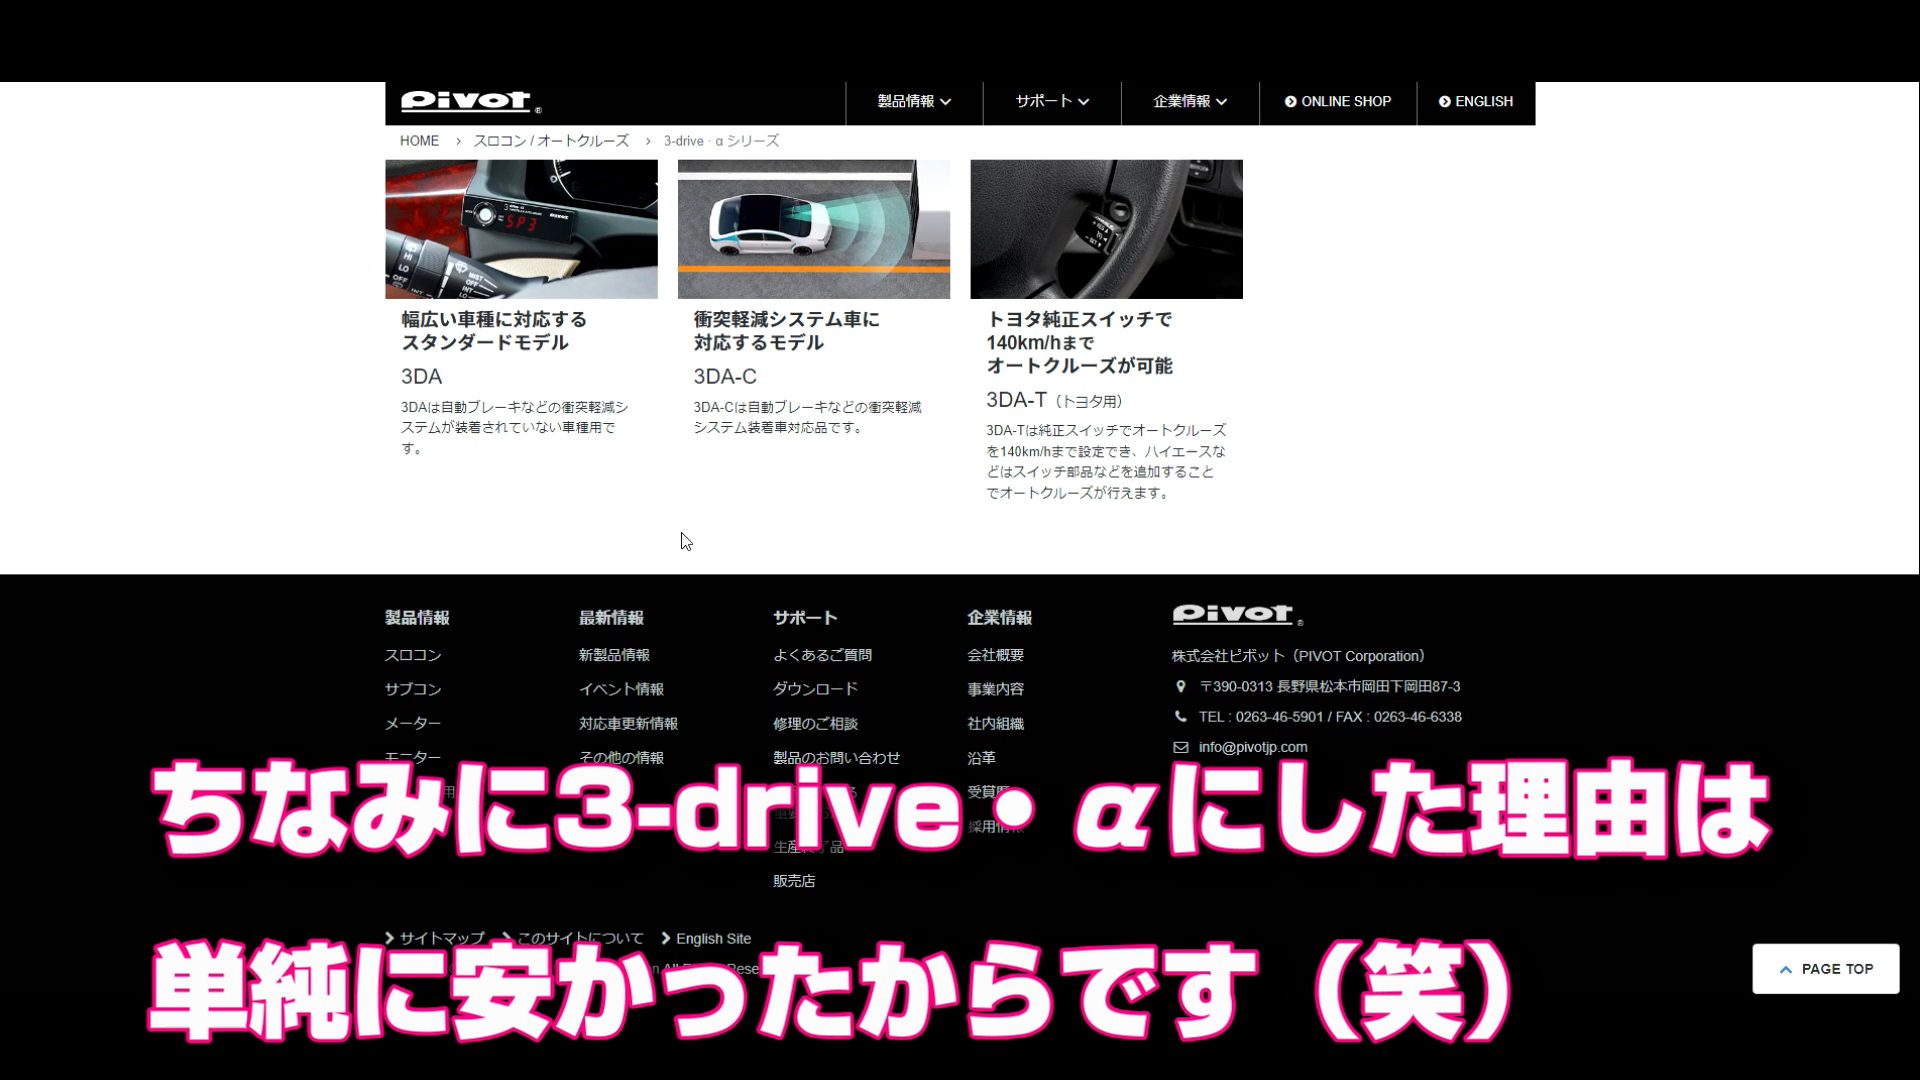 PIVOT
製品情報
サポート
企業情報
ONLINE SHOP
ENGLISH
HOME > スロコン / オートクルーズ > 3-drive · α シリーズ
SP3
幅広い車種に対応する
スタンダードモデル
3DA
3DAは自動ブレーキなどの衝突軽減シ
ステムが装着されていない車種用で
す。
衝突軽減システム車に
対応するモデル
3DA-C
3DA-Cは自動ブレーキなどの衝突軽減
システム装着車対応品です。
トヨタ純正スイッチで
140km/hまで
オートクルーズが可能
3DA-T（トヨタ用）
3DA-Tは純正スイッチでオートクルーズ
を140km/hまで設定でき、ハイエースな
どはスイッチ部品などを追加すること
でオートクルーズが行えます。
製品情報
スロコン
サブコン
メーター
モニター
最新情報
新製品情報
イベント情報
対応車更新情報
その他の情報
サポート
よくあるご質問
ダウンロード
修理のご相談
製品のお問い合わせ
販売店
企業情報
会社概要
事業内容
社内組織
沿革
PIVOT
株式会社ピボット（PIVOT Corporation）
〒390-0313 長野県松本市岡田下岡田87-3
TEL : 0263-46-5901 / FAX : 0263-46-6338
info@pivotjp.com
ちなみに3-drive・αにした理由は
サイトマップ
このサイトについて
English Site
単純に安かったからです（笑）
PAGE TOP